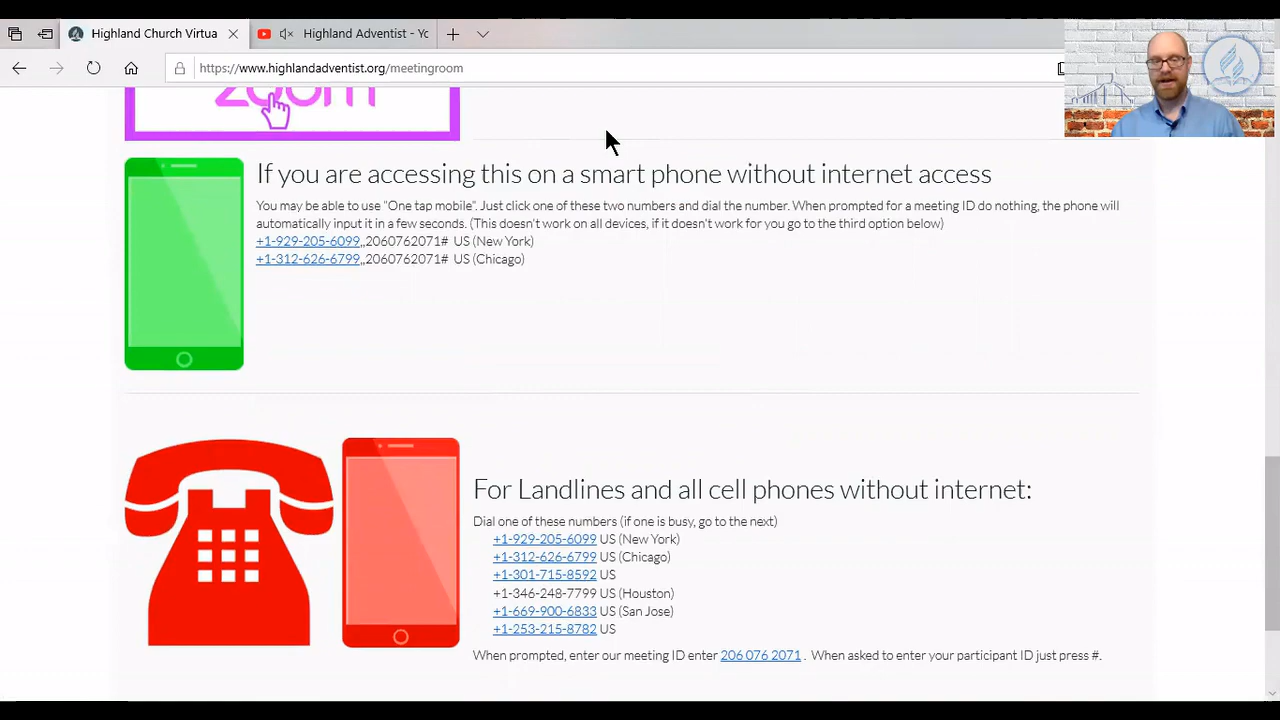 Highland Church Virtua
Highland Adventist - Yc
https://www.highlandadventist.org/meetingroom
zoom
If you are accessing this on a smart phone without internet access
You may be able to use "One tap mobile". Just click one of these two numbers and dial the number. When prompted for a meeting ID do nothing, the phone will
automatically input it in a few seconds. (This doesn't work on all devices, if it doesn't work for you go to the third option below)
+1-929-205-6099,,2060762071# US (New York)
+1-312-626-6799,,2060762071# US (Chicago)
For Landlines and all cell phones without internet:
Dial one of these numbers (if one is busy, go to the next)
+1-929-205-6099 US (New York)
+1-312-626-6799 US (Chicago)
+1-301-715-8592 US
+1-346-248-7799 US (Houston)
+1-669-900-6833 US (San Jose)
+1-253-215-8782 US
When prompted, enter our meeting ID enter 206 076 2071 . When asked to enter your participant ID just press #.